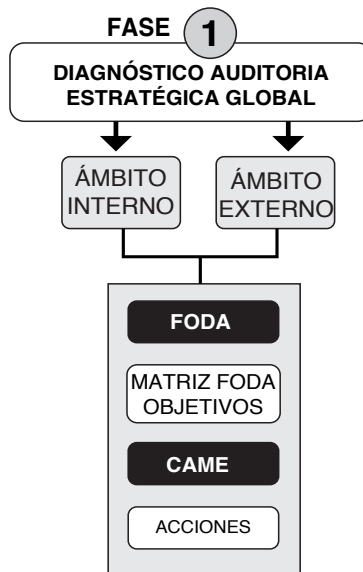 FASE 1
DIAGNÓSTICO AUDITORIA
ESTRATÉGICA GLOBAL
ÁMBITO
INTERNO
ÁMBITO
EXTERNO
FODA
MATRIZ FODA
OBJETIVOS
CAME
ACCIONES